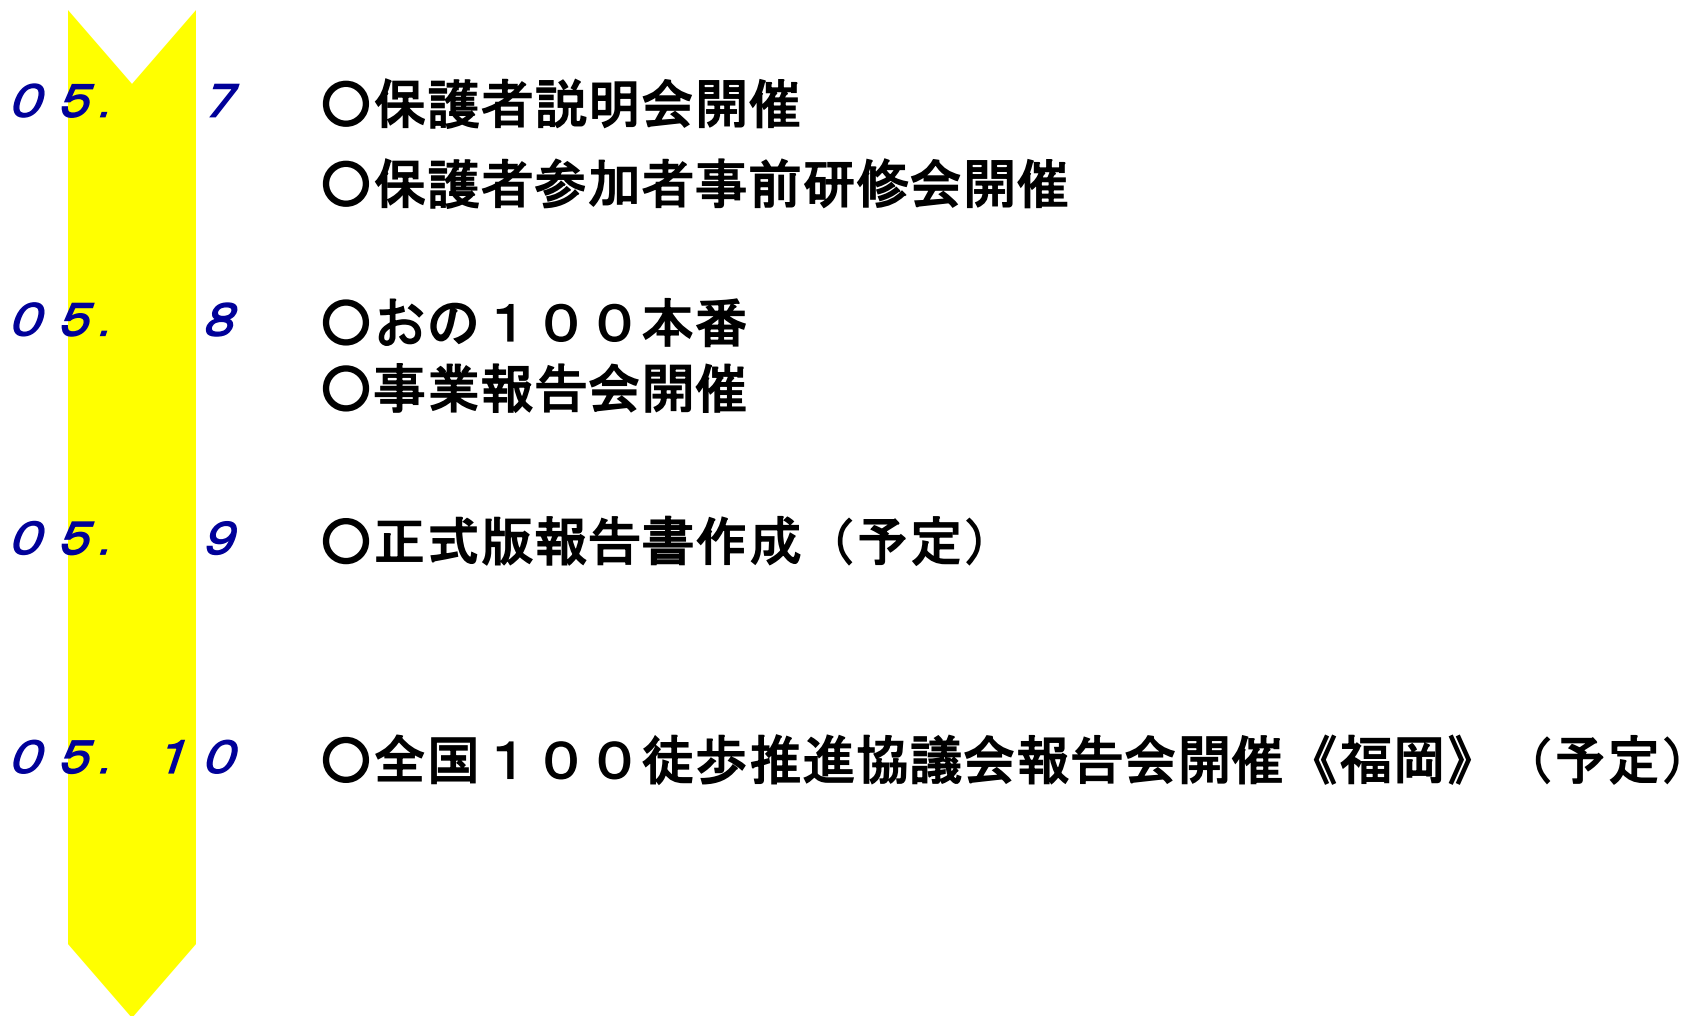 ０５．　７　○保護者説明会開催
○保護者参加者事前研修会開催
０５．　８　○おの１００本番
○事業報告会開催
０５．　９　○正式版報告書作成（予定）
０５．１０　○全国１００徒歩推進協議会報告会開催《福岡》（予定）